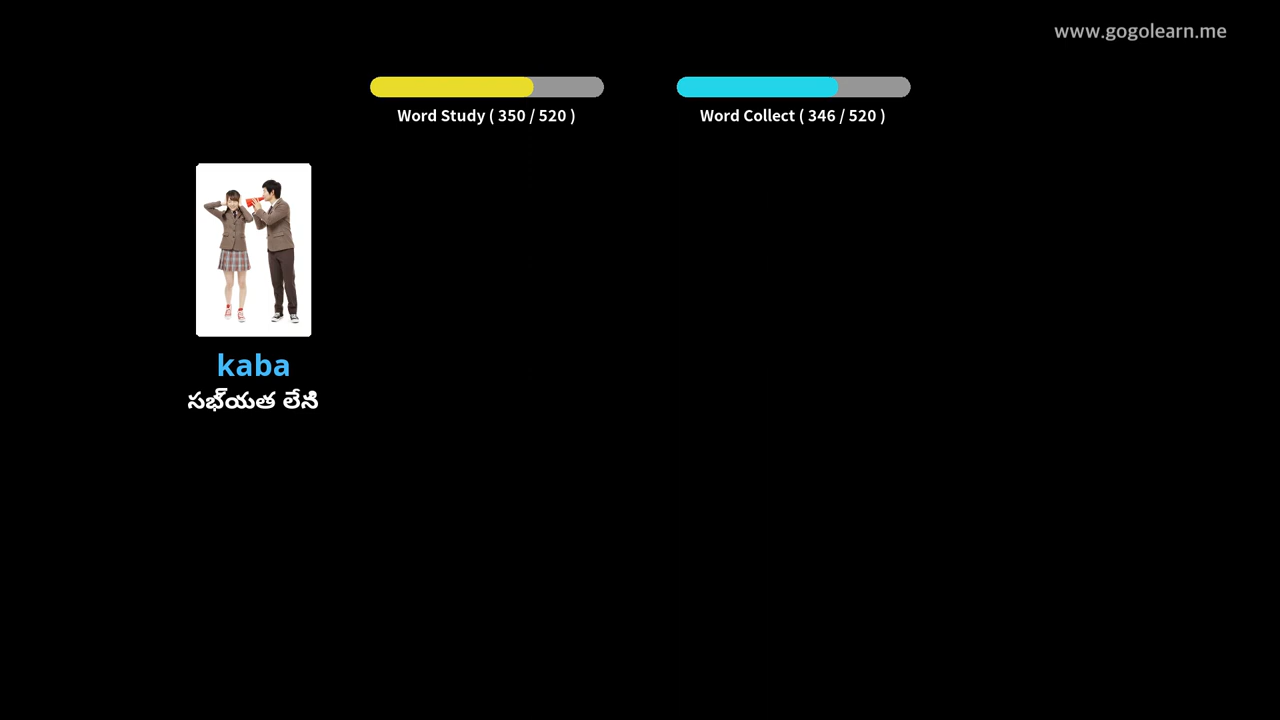 www.gogolearn.me
Word Study ( 350 / 520 )
Word Collect ( 346 / 520 )
kaba
సభ్యత లేని